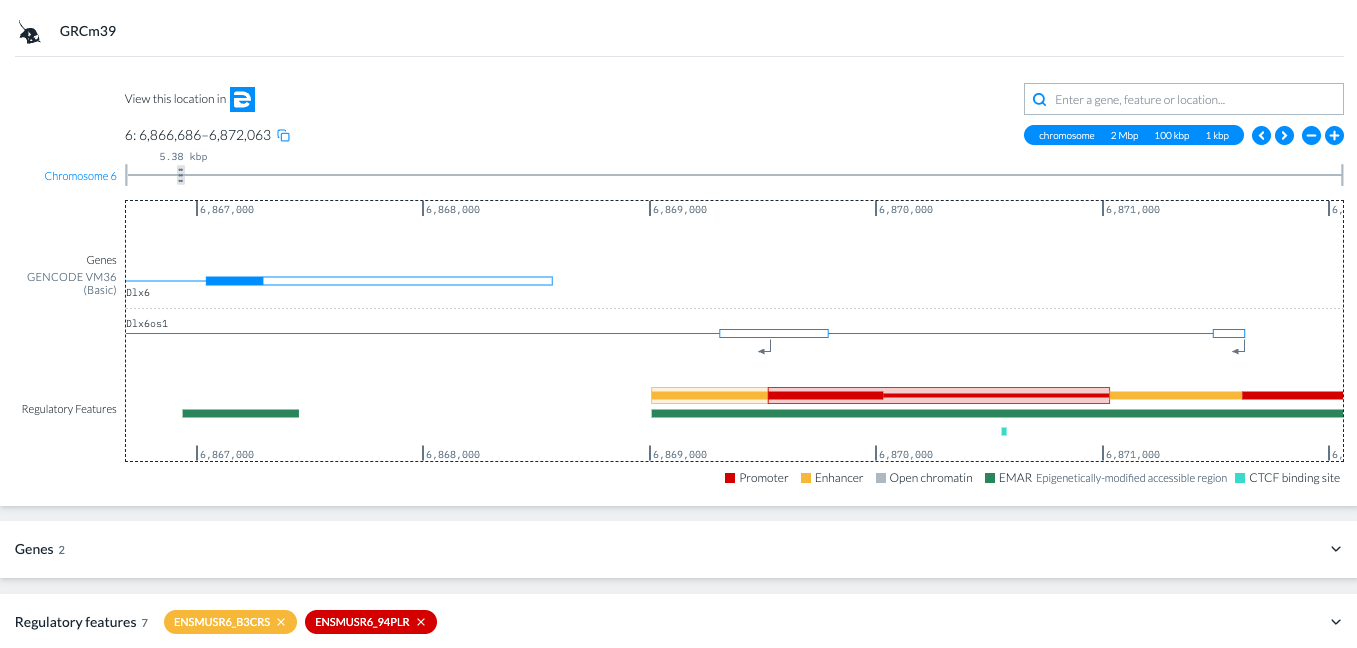 GRCm39
View this location in
Enter a gene, feature or location...
6: 6,866,686–6,872,063
chromosome 2 Mbp 100 kbp 1 kbp
5.38 kbp
Chromosome 6
6,867,000 6,868,000 6,869,000 6,870,000 6,871,000 6,
Genes
GENCODE VM36
(Basic)
Dlx6
Dlx6os1
Regulatory Features
6,867,000 6,868,000 6,869,000 6,870,000 6,871,000 6,
Promoter Enhancer Open chromatin EMAR Epigenetically-modified accessible region CTCF binding site
Genes 2
Regulatory features 7 ENSMUSR6_B3CRS × ENSMUSR6_94PLR ×